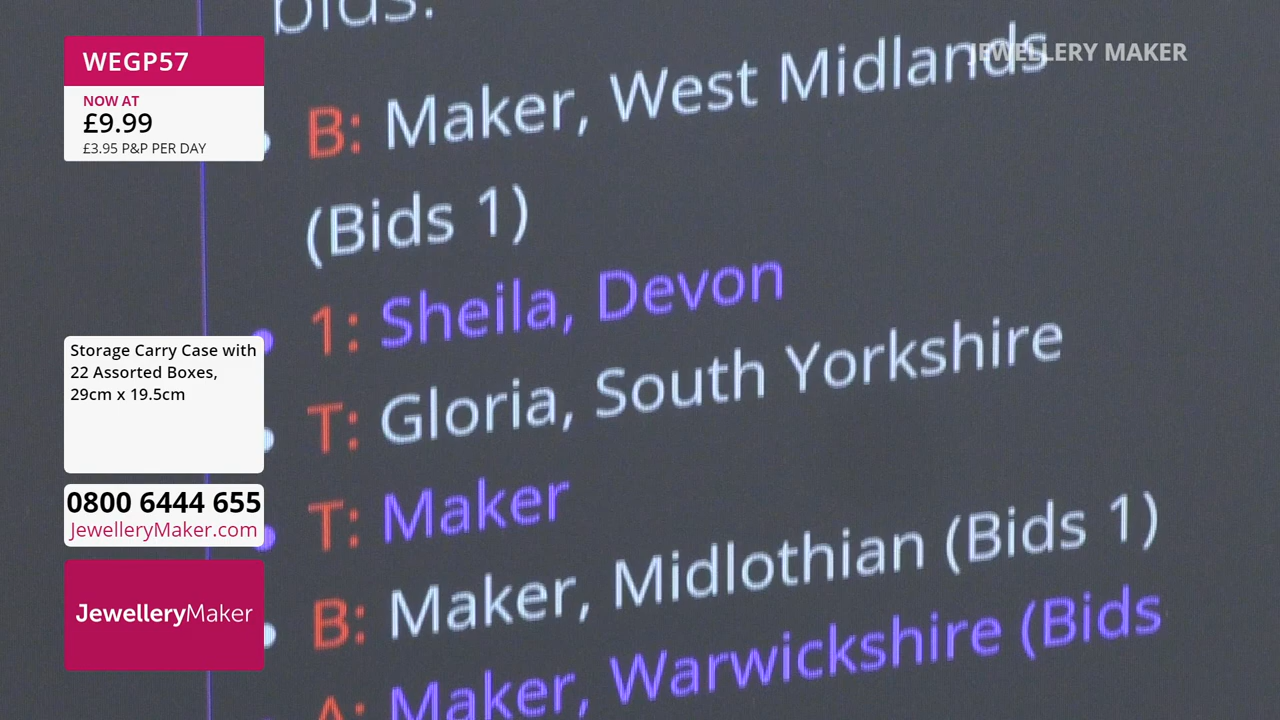 WEGP57
NOW AT
£9.99
£3.95 P&P PER DAY
Storage Carry Case with
22 Assorted Boxes,
29cm x 19.5cm
0800 6444 655
JewelleryMaker.com
JewelleryMaker
JEWELLERY MAKER
bids:
B: Maker, West Midlands
(Bids 1)
1: Sheila, Devon
T: Gloria, South Yorkshire
T: Maker
B: Maker, Midlothian (Bids 1)
A: Maker, Warwickshire (Bids